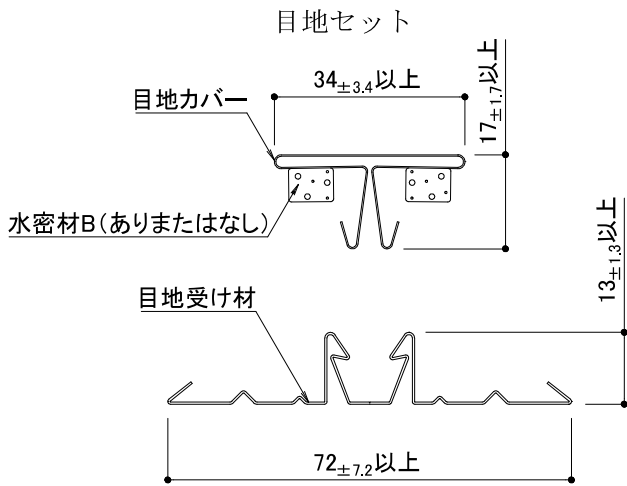 目地セット
34±3.4以上
17±1.7以上
目地カバー
水密材B(ありまたはなし)
13±1.3以上
目地受け材
72±7.2以上